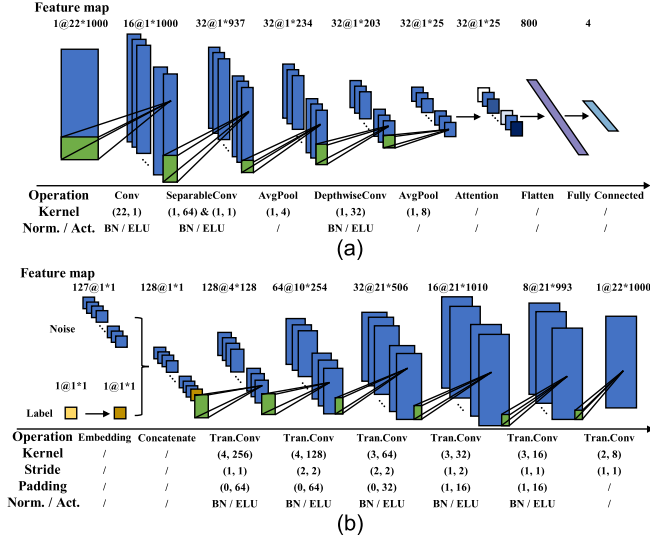 Feature map
1@22*1000 16@1*1000 32@1*937 32@1*234 32@1*203 32@1*25 32@1*25 800 4
Operation Conv SeparableConv AvgPool DepthwiseConv AvgPool Attention Flatten Fully Connected
Kernel (22, 1) (1, 64) & (1, 1) (1, 4) (1, 32) (1, 8) / / /
Norm. / Act. BN / ELU BN / ELU / BN / ELU / / / /
(a)
Feature map
127@1*1 128@1*1 128@4*128 64@10*254 32@21*506 16@21*1010 8@21*993 1@22*1000
Noise
1@1*1 1@1*1
Label
Operation Embedding Concatenate Tran.Conv Tran.Conv Tran.Conv Tran.Conv Tran.Conv Tran.Conv
Kernel / / (4, 256) (4, 128) (3, 64) (3, 32) (3, 16) (2, 8)
Stride / / (1, 1) (2, 2) (2, 2) (1, 2) (1, 1) (1, 1)
Padding / / (0, 64) (0, 64) (0, 32) (1, 16) (1, 16) /
Norm. / Act. / / BN / ELU BN / ELU BN / ELU BN / ELU BN / ELU /
(b)